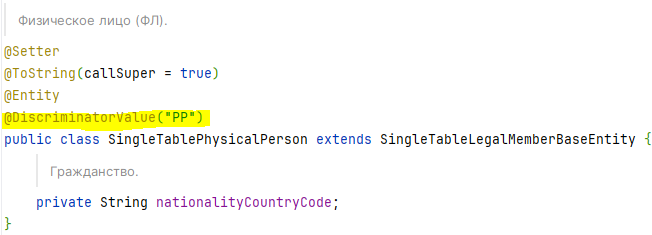 Физическое лицо (ФЛ).
@Setter
@ToString(callSuper = true)
@Entity
@DiscriminatorValue("PP")
public class SingleTablePhysicalPerson extends SingleTableLegalMemberBaseEntity {
Гражданство.
private String nationalityCountryCode;
}